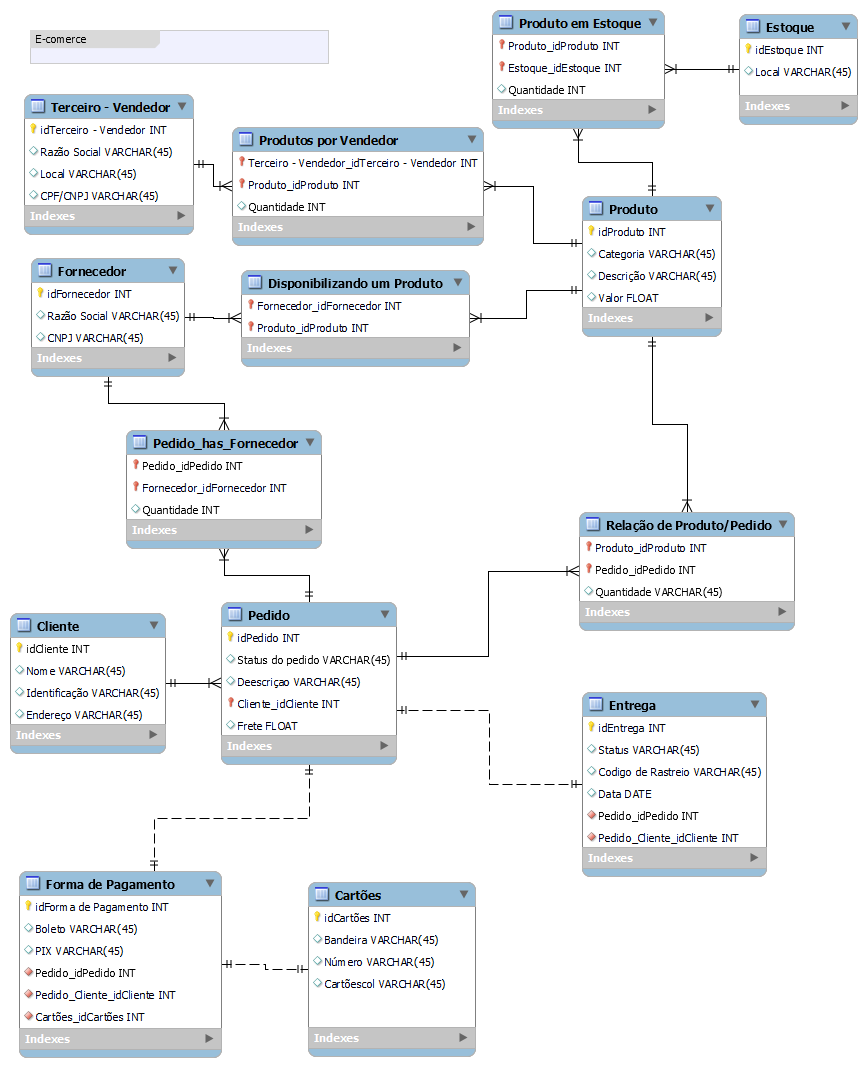 E-comerce
Produto em Estoque
Produto_idProduto INT
Estoque_idEstoque INT
Quantidade INT
Indexes
Estoque
idEstoque INT
Local VARCHAR(45)
Indexes
Terceiro - Vendedor
idTerceiro - Vendedor INT
Razão Social VARCHAR(45)
Local VARCHAR(45)
CPF/CNPJ VARCHAR(45)
Indexes
Produtos por Vendedor
Terceiro - Vendedor_idTerceiro - Vendedor INT
Produto_idProduto INT
Quantidade INT
Indexes
Produto
idProduto INT
Categoria VARCHAR(45)
Descrição VARCHAR(45)
Valor FLOAT
Indexes
Fornecedor
idFornecedor INT
Razão Social VARCHAR(45)
CNPJ VARCHAR(45)
Indexes
Disponibilizando um Produto
Fornecedor_idFornecedor INT
Produto_idProduto INT
Indexes
Pedido_has_Fornecedor
Pedido_idPedido INT
Fornecedor_idFornecedor INT
Quantidade INT
Indexes
Relação de Produto/Pedido
Produto_idProduto INT
Pedido_idPedido INT
Quantidade VARCHAR(45)
Indexes
Cliente
idCliente INT
Nome VARCHAR(45)
Identificação VARCHAR(45)
Endereço VARCHAR(45)
Indexes
Pedido
idPedido INT
Status do pedido VARCHAR(45)
Deescriçao VARCHAR(45)
Cliente_idCliente INT
Frete FLOAT
Indexes
Entrega
idEntrega INT
Status VARCHAR(45)
Codigo de Rastreio VARCHAR(45)
Data DATE
Pedido_idPedido INT
Pedido_Cliente_idCliente INT
Indexes
Forma de Pagamento
idForma de Pagamento INT
Boleto VARCHAR(45)
PIX VARCHAR(45)
Pedido_idPedido INT
Pedido_Cliente_idCliente INT
Cartões_idCartões INT
Indexes
Cartões
idCartões INT
Bandeira VARCHAR(45)
Número VARCHAR(45)
Cartõescol VARCHAR(45)
Indexes